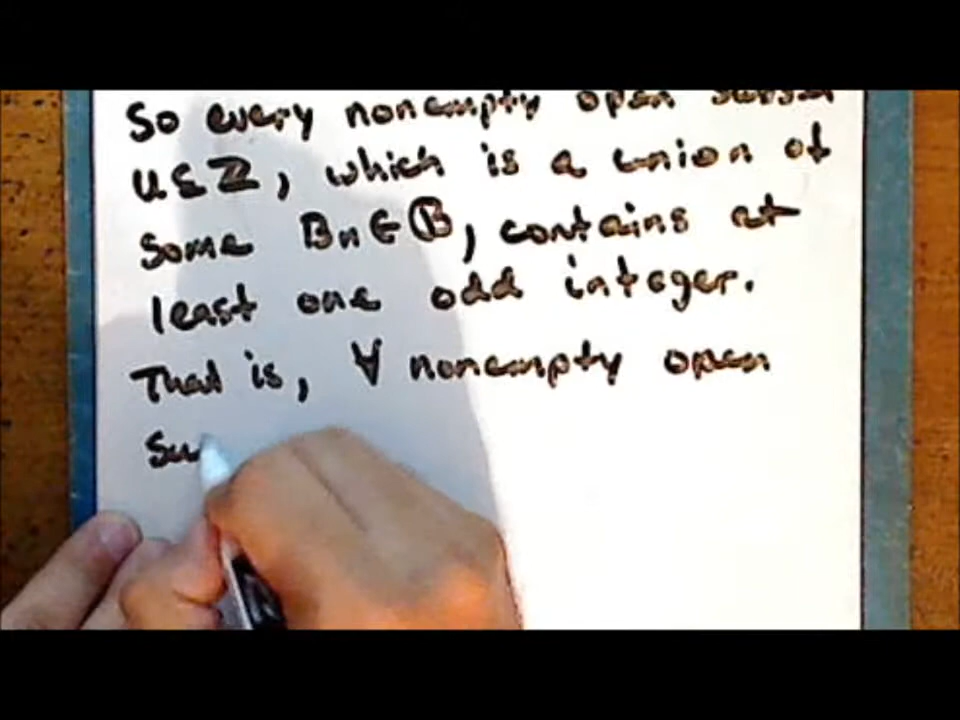 So every nonempty open subset
U ⊆ ℤ, which is a union of
some Bn ∈ 𝔹, contains at
least one odd integer.
That is, ∀ nonempty open
su